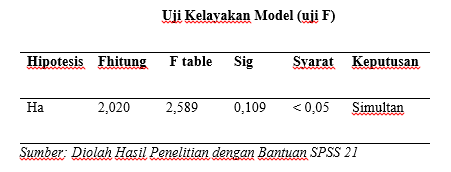 Uji Kelayakan Model (uji F)
Hipotesis Fhitung F table Sig Syarat Keputusan
Ha 2,020 2,589 0,109 < 0,05 Simultan
Sumber: Diolah Hasil Penelitian dengan Bantuan SPSS 21